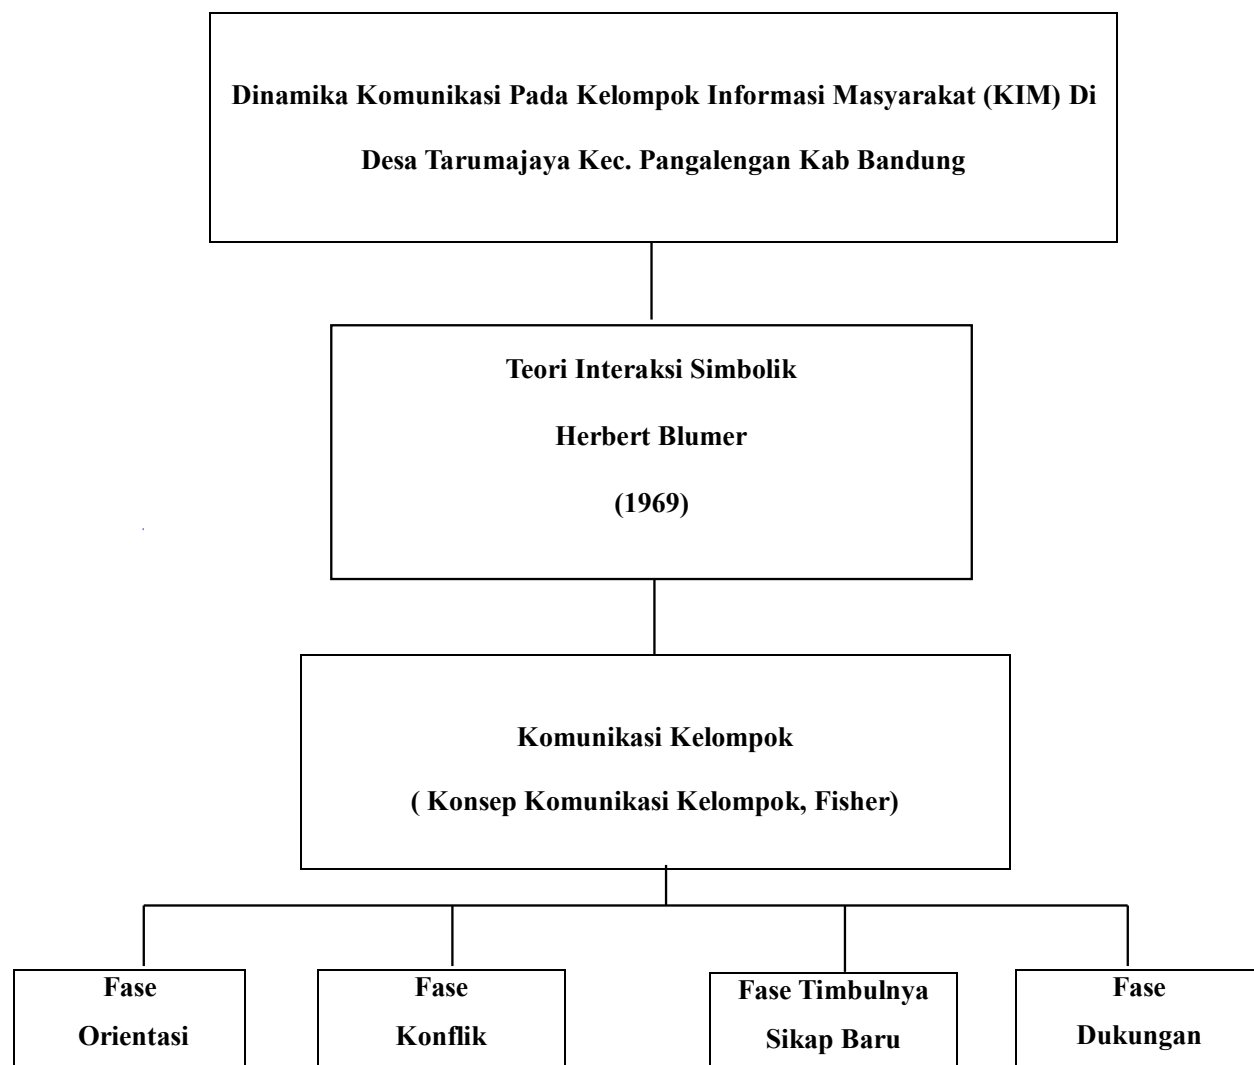 Dinamika Komunikasi Pada Kelompok Informasi Masyarakat (KIM) Di
Desa Tarumajaya Kec. Pangalengan Kab Bandung
Teori Interaksi Simbolik
Herbert Blumer
(1969)
Komunikasi Kelompok
( Konsep Komunikasi Kelompok, Fisher)
Fase
Orientasi
Fase
Konflik
Fase Timbulnya
Sikap Baru
Fase
Dukungan